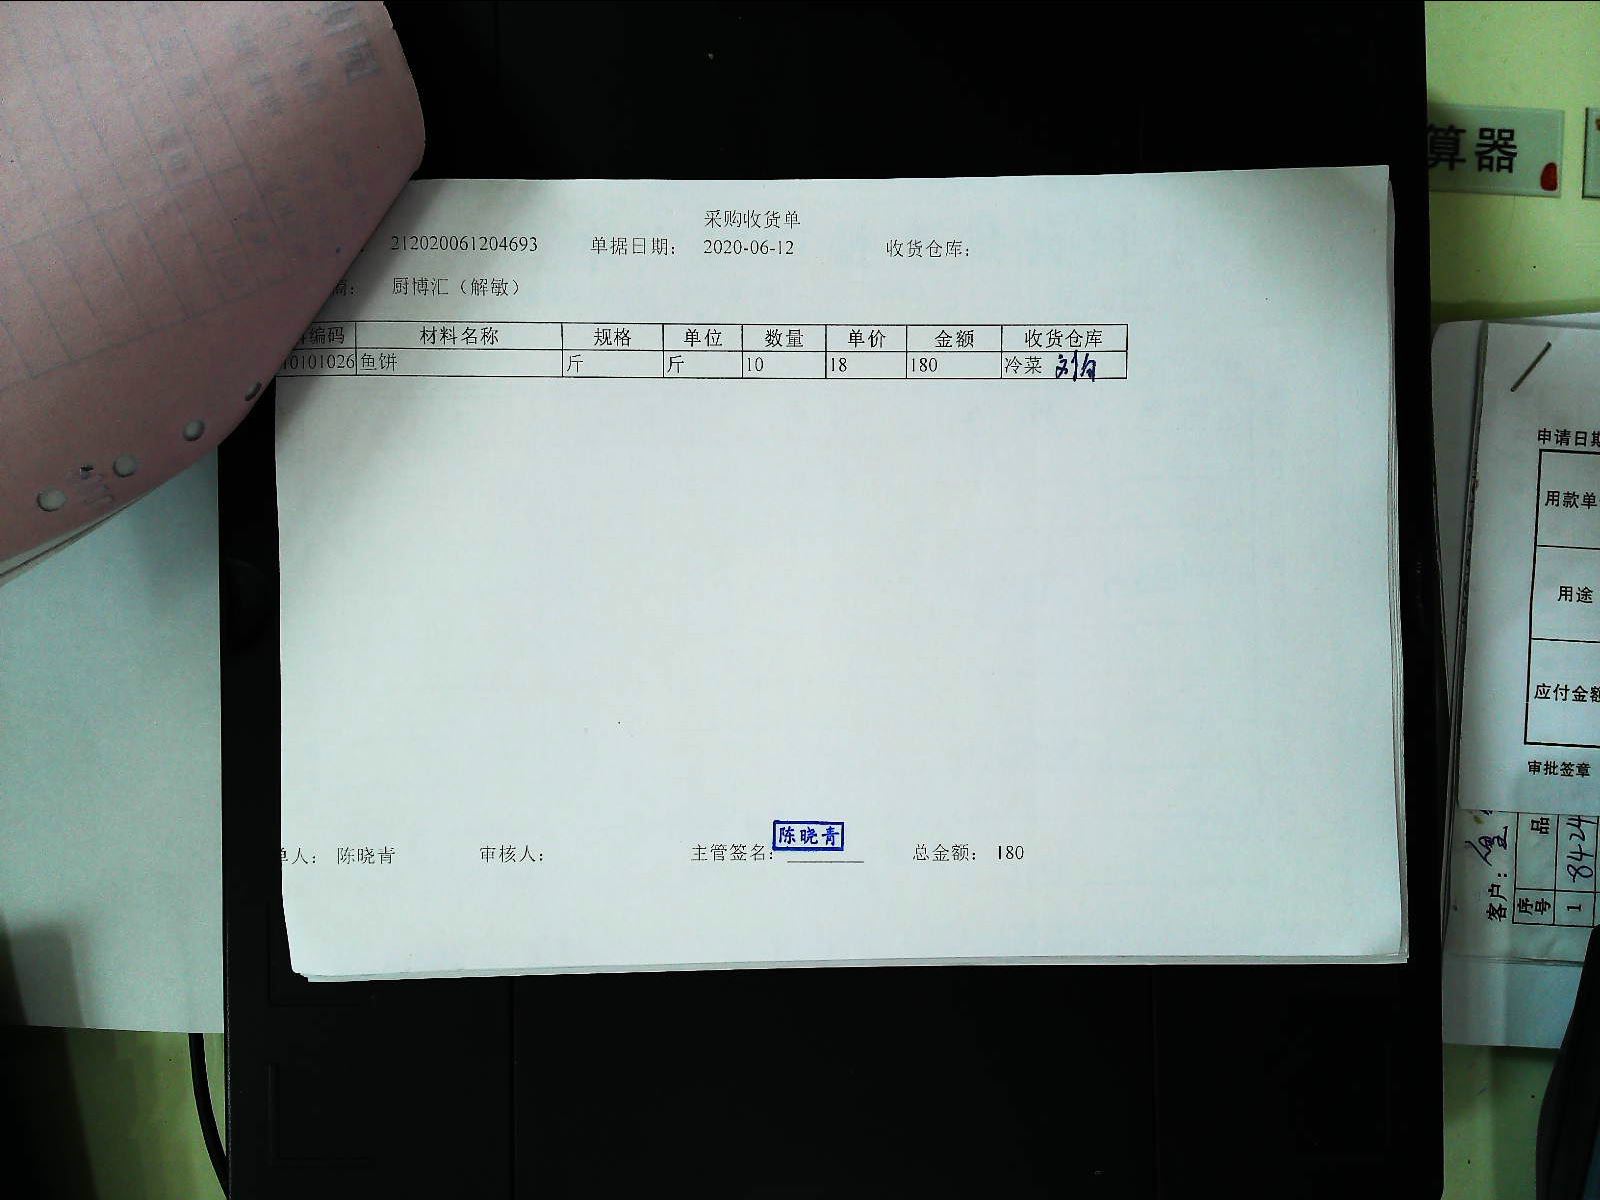 采购收货单
212020061204693 单据日期: 2020-06-12 收货仓库:
商: 厨博汇（解敏）
编码 材料名称 规格 单位 数量 单价 金额 收货仓库
10101026 鱼饼 斤 斤 10 18 180 冷菜
单人: 陈晓青 审核人: 主管签名: 陈晓青 总金额: 180
算器
申请日期
用款单
用途
应付金额
审批签章
客户:
序号 品
1 8424